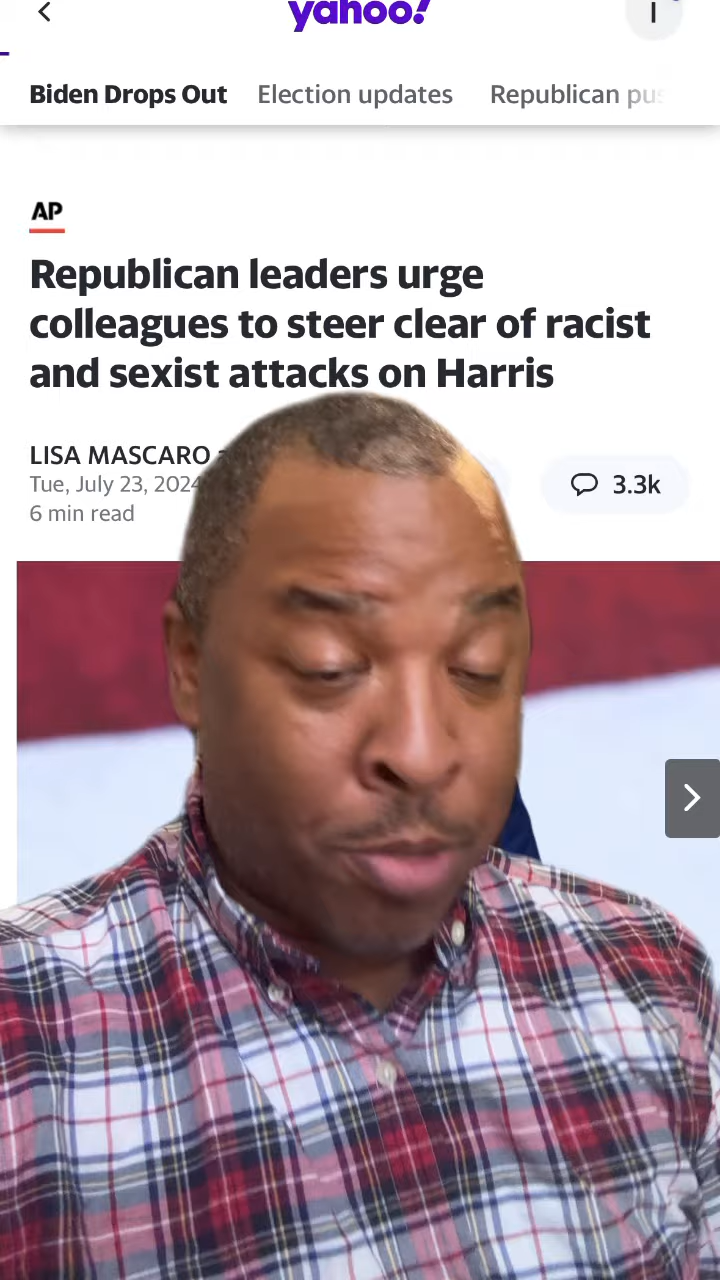 yahoo!
Biden Drops Out Election updates Republican
AP
Republican leaders urge
colleagues to steer clear of racist
and sexist attacks on Harris
LISA MASCARO
Tue, July 23, 2024
3.3k
6 min read